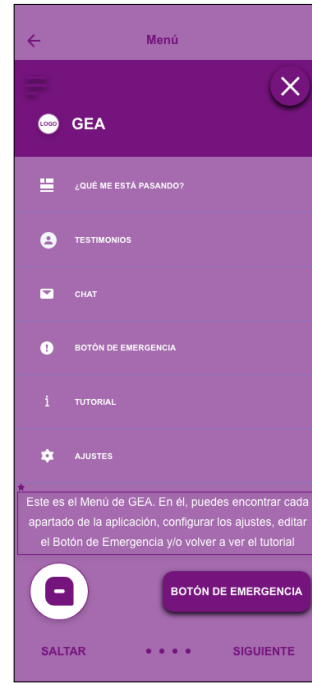 Menú
LOGO GEA
¿QUÉ ME ESTÁ PASANDO?
TESTIMONIOS
CHAT
BOTÓN DE EMERGENCIA
TUTORIAL
AJUSTES
Este es el Menú de GEA. En él, puedes encontrar cada
apartado de la aplicación, configurar los ajustes, editar
el Botón de Emergencia y/o volver a ver el tutorial
BOTÓN DE EMERGENCIA
SALTAR
SIGUIENTE